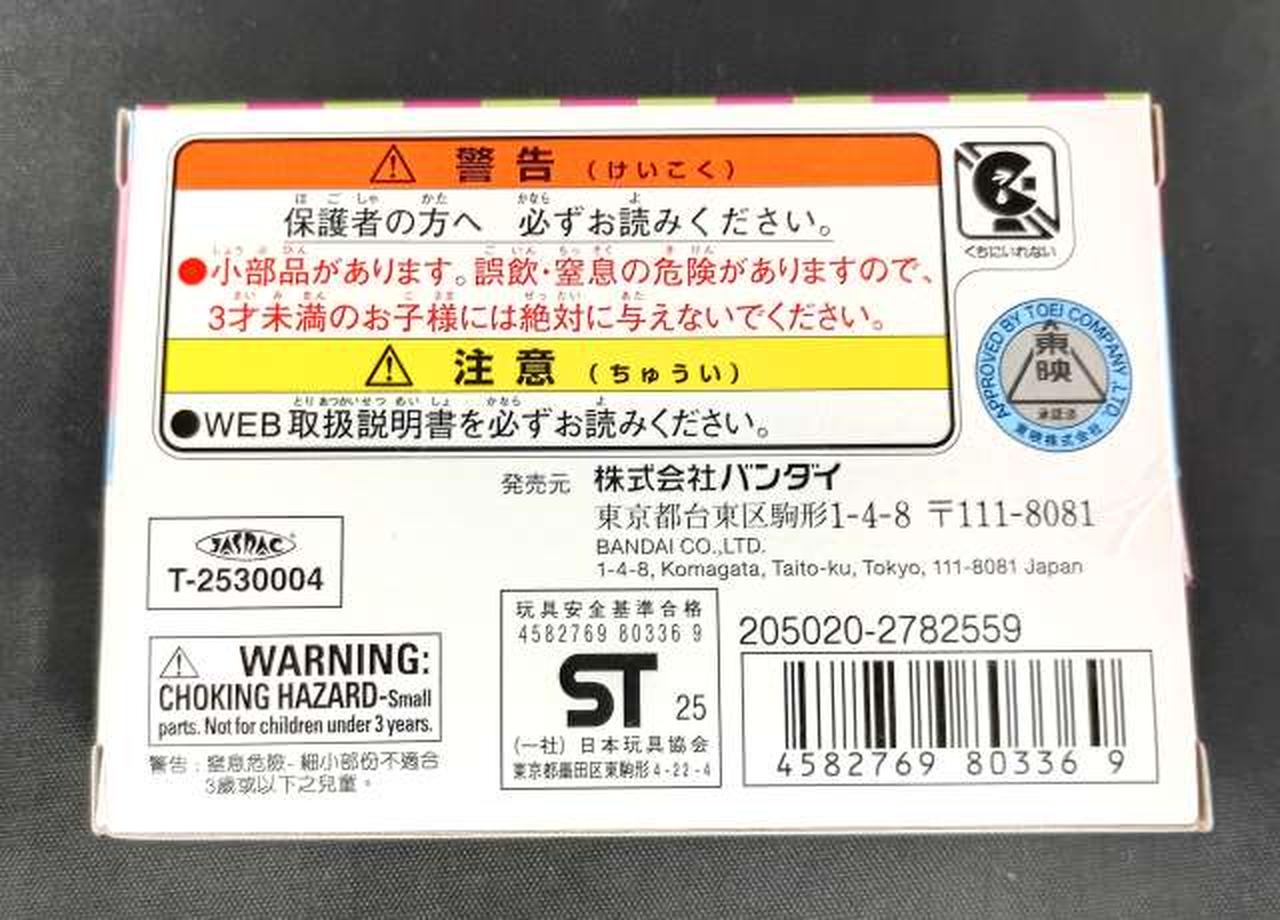 警告（けいこく）
保護者の方へ 必ずお読みください。
●小部品があります。誤飲・窒息の危険がありますので、
3才未満のお子様には絶対に与えないでください。
注意（ちゅうい）
●WEB取扱説明書を必ずお読みください。
くちにいれない
APPROVED BY TOEI COMPANY, LTD.
東映
承認済
東映株式会社
発売元 株式会社バンダイ
東京都台東区駒形1-4-8 〒111-8081
BANDAI CO.,LTD.
1-4-8, Komagata, Taito-ku, Tokyo, 111-8081 Japan
JASRAC
T-2530004
WARNING:
CHOKING HAZARD-Small
parts. Not for children under 3 years.
警告：窒息危險-細小部份不適合
3歲或以下之兒童。
玩具安全基準合格
4582769 80336 9
ST 25
(一社) 日本玩具協会
東京都墨田区東駒形4-22-4
205020-2782559
4582769 80336 9